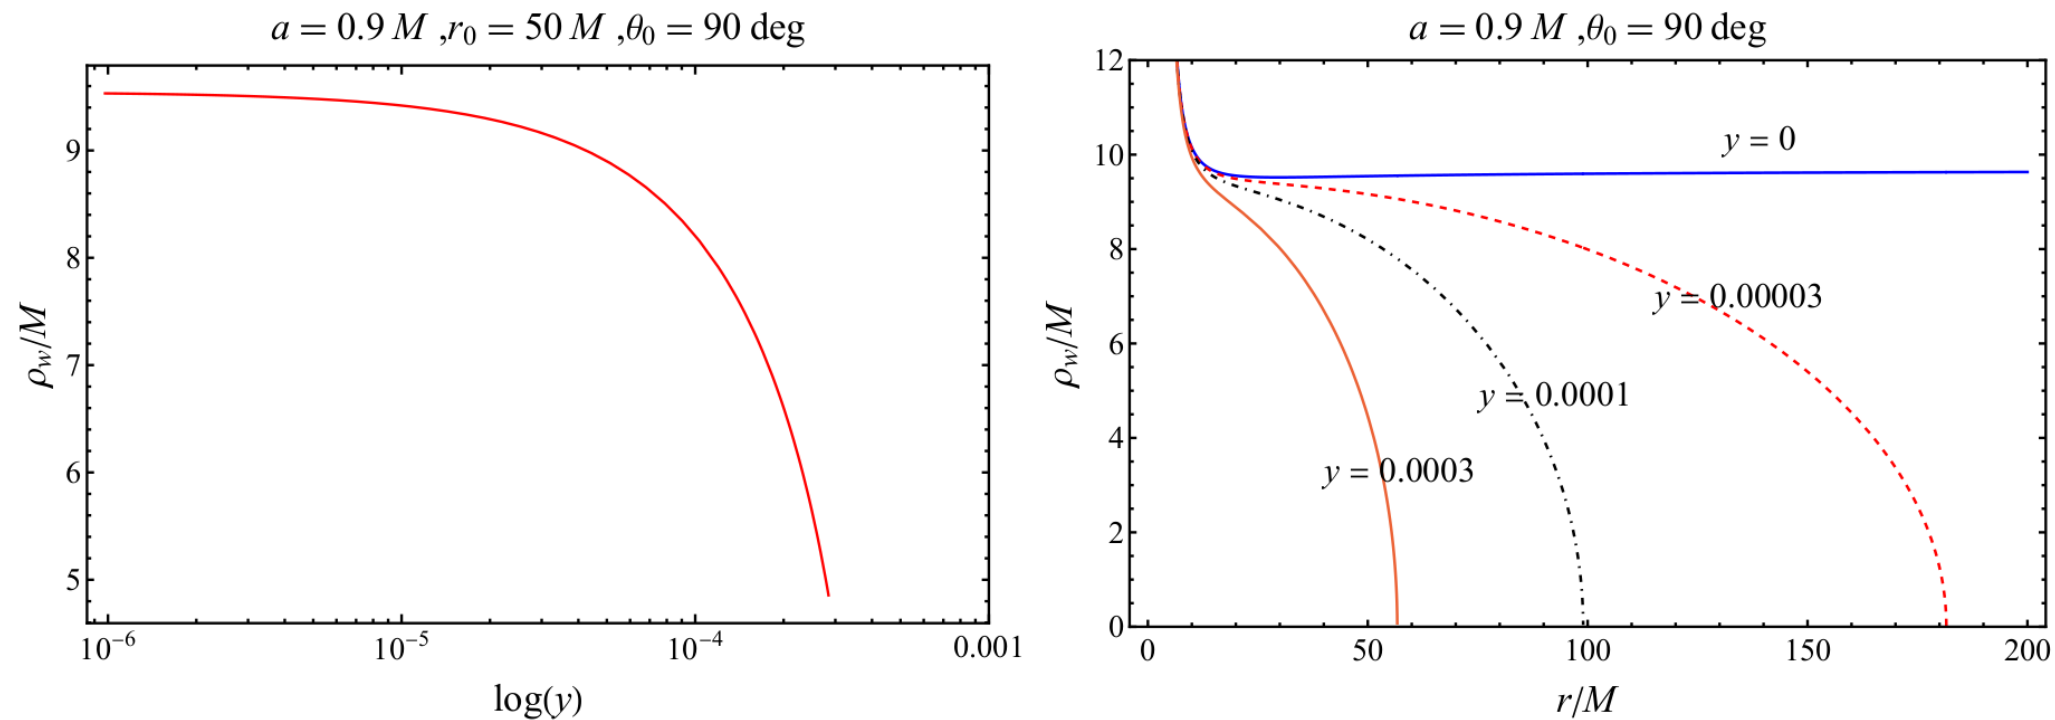 a = 0.9 M ,r₀ = 50 M ,θ₀ = 90 deg
9
8
7
6
5
ρ_w/M
10⁻⁶ 10⁻⁵ 10⁻⁴ 0.001
log(y)
a = 0.9 M ,θ₀ = 90 deg
12
10
8
6
4
2
0
ρ_w/M
y = 0
y = 0.00003
y = 0.0001
y = 0.0003
0 50 100 150 200
r/M